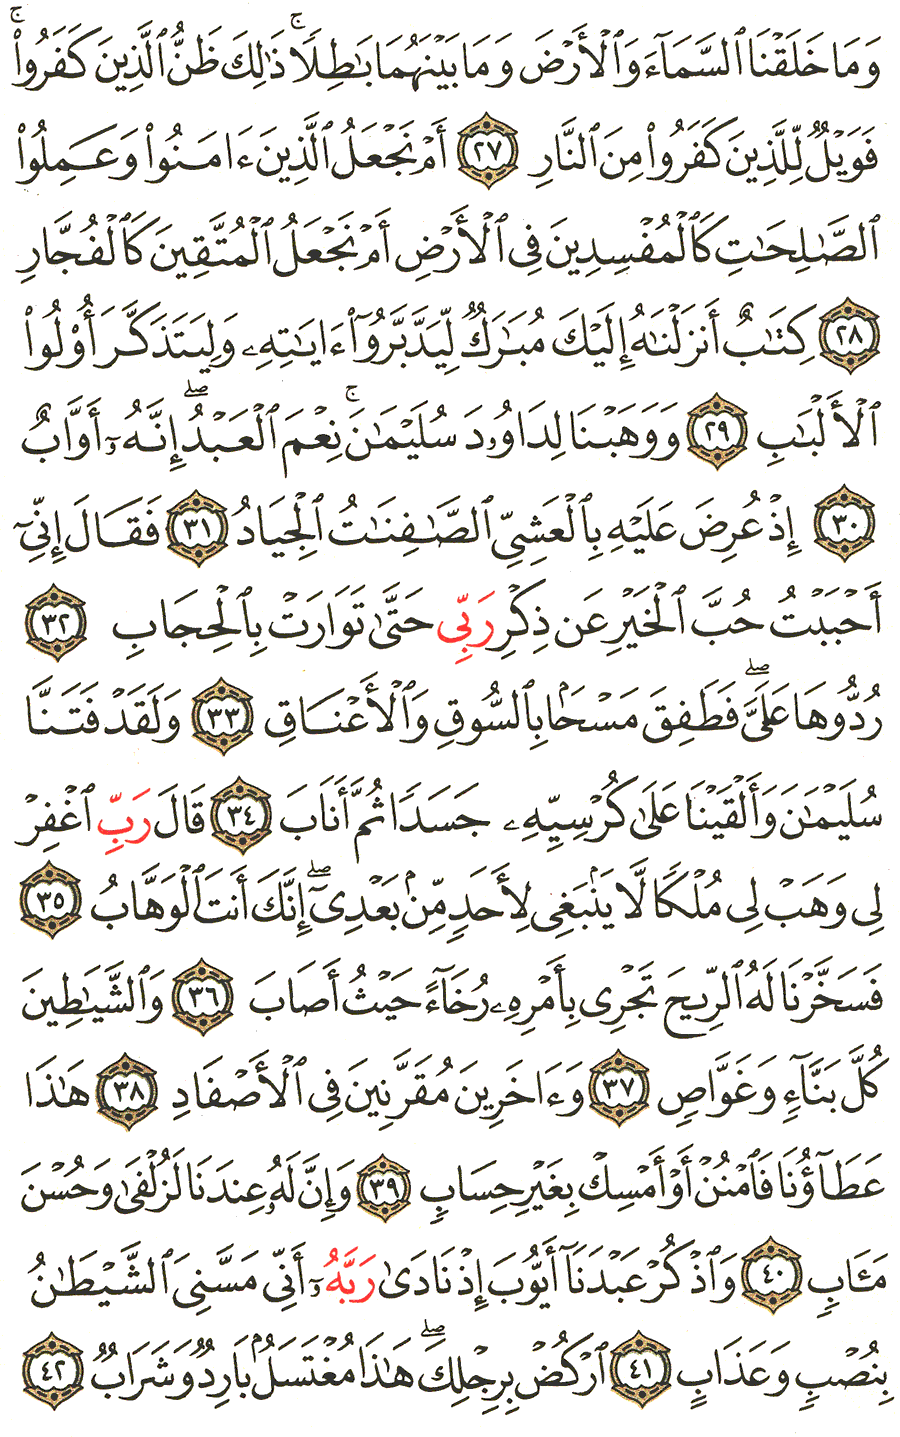 وَمَا خَلَقْنَا ٱلسَّمَآءَ وَٱلْأَرْضَ وَمَا بَيْنَهُمَا بَٰطِلًا ۚ ذَٰلِكَ ظَنُّ ٱلَّذِينَ كَفَرُوا۟ ۚ
فَوَيْلٌ لِّلَّذِينَ كَفَرُوا۟ مِنَ ٱلنَّارِ ٢٧ أَمْ نَجْعَلُ ٱلَّذِينَ ءَامَنُوا۟ وَعَمِلُوا۟
ٱلصَّٰلِحَٰتِ كَٱلْمُفْسِدِينَ فِى ٱلْأَرْضِ أَمْ نَجْعَلُ ٱلْمُتَّقِينَ كَٱلْفُجَّارِ
٢٨ كِتَٰبٌ أَنزَلْنَٰهُ إِلَيْكَ مُبَٰرَكٌ لِّيَدَّبَّرُوٓا۟ ءَايَٰتِهِۦ وَلِيَتَذَكَّرَ أُو۟لُوا۟
ٱلْأَلْبَٰبِ ٢٩ وَوَهَبْنَا لِدَاوُۥدَ سُلَيْمَٰنَ ۚ نِعْمَ ٱلْعَبْدُ ۖ إِنَّهُۥٓ أَوَّابٌ
٣٠ إِذْ عُرِضَ عَلَيْهِ بِٱلْعَشِىِّ ٱلصَّٰفِنَٰتُ ٱلْجِيَادُ ٣١ فَقَالَ إِنِّىٓ
أَحْبَبْتُ حُبَّ ٱلْخَيْرِ عَن ذِكْرِ رَبِّى حَتَّىٰ تَوَارَتْ بِٱلْحِجَابِ ٣٢
رُدُّوهَا عَلَىَّ ۖ فَطَفِقَ مَسْحًۢا بِٱلسُّوقِ وَٱلْأَعْنَاقِ ٣٣ وَلَقَدْ فَتَنَّا
سُلَيْمَٰنَ وَأَلْقَيْنَا عَلَىٰ كُرْسِيِّهِۦ جَسَدًا ثُمَّ أَنَابَ ٣٤ قَالَ رَبِّ ٱغْفِرْ
لِى وَهَبْ لِى مُلْكًا لَّا يَنۢبَغِى لِأَحَدٍ مِّنۢ بَعْدِىٓ ۖ إِنَّكَ أَنتَ ٱلْوَهَّابُ ٣٥
فَسَخَّرْنَا لَهُ ٱلرِّيحَ تَجْرِى بِأَمْرِهِۦ رُخَآءً حَيْثُ أَصَابَ ٣٦ وَٱلشَّيَٰطِينَ
كُلَّ بَنَّآءٍ وَغَوَّاصٍ ٣٧ وَءَاخَرِينَ مُقَرَّنِينَ فِى ٱلْأَصْفَادِ ٣٨ هَٰذَا
عَطَآؤُنَا فَٱمْنُنْ أَوْ أَمْسِكْ بِغَيْرِ حِسَابٍ ٣٩ وَإِنَّ لَهُۥ عِندَنَا لَزُلْفَىٰ وَحُسْنَ
مَـَٔابٍ ٤٠ وَٱذْكُرْ عَبْدَنَآ أَيُّوبَ إِذْ نَادَىٰ رَبَّهُۥٓ أَنِّى مَسَّنِىَ ٱلشَّيْطَٰنُ
بِنُصْبٍ وَعَذَابٍ ٤١ ٱرْكُضْ بِرِجْلِكَ ۖ هَٰذَا مُغْتَسَلٌۢ بَارِدٌ وَشَرَابٌ ٤٢